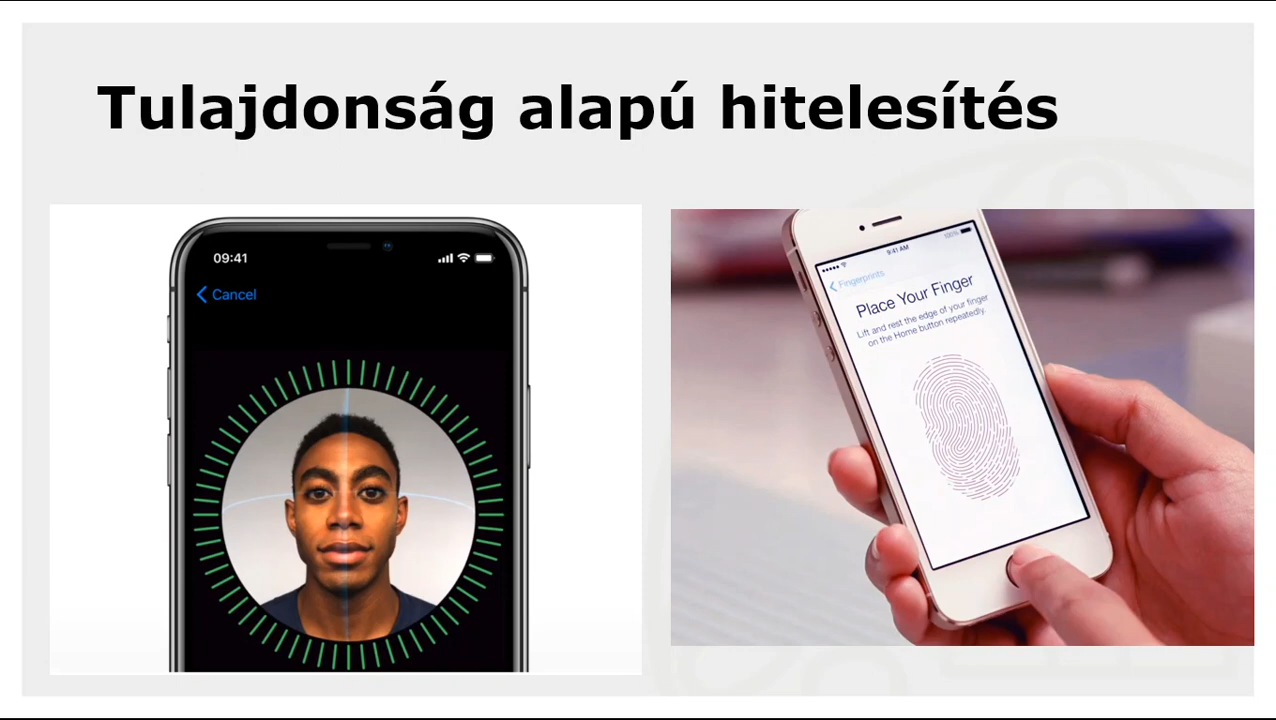 Tulajdonság alapú hitelesítés
09:41
Cancel
9:41 AM
100%
Fingerprints
Place Your Finger
Lift and rest the edge of your finger
on the Home button repeatedly.